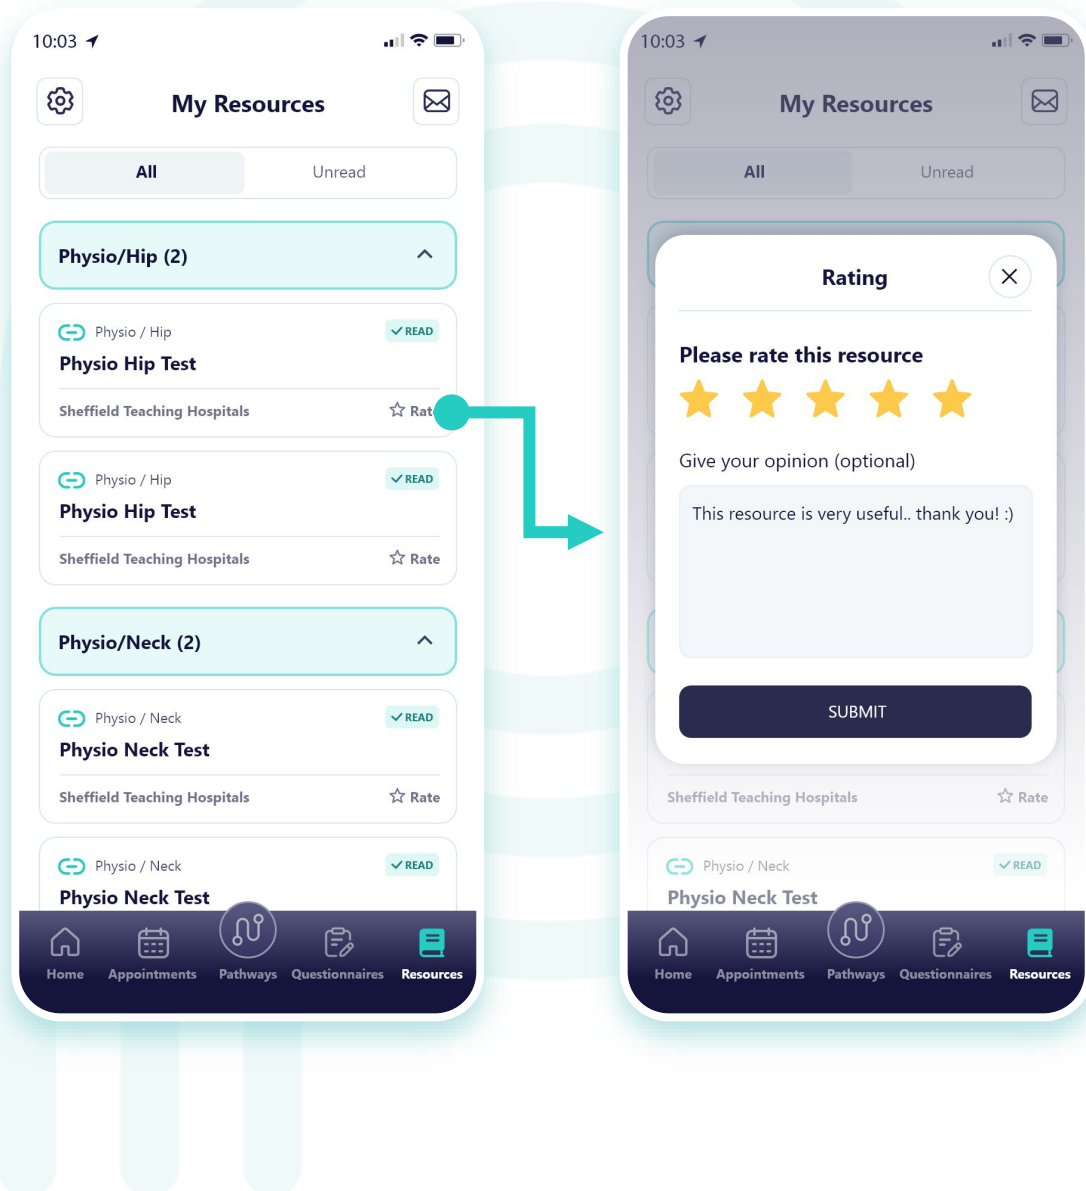 10:03
My Resources
All Unread
Physio/Hip (2)
Physio / Hip READ
Physio Hip Test
Sheffield Teaching Hospitals Rat
Physio / Hip READ
Physio Hip Test
Sheffield Teaching Hospitals Rate
Physio/Neck (2)
Physio / Neck READ
Physio Neck Test
Sheffield Teaching Hospitals Rate
Physio / Neck READ
Physio Neck Test
Home Appointments Pathways Questionnaires Resources
10:03
My Resources
All Unread
Rating
Please rate this resource
Give your opinion (optional)
This resource is very useful.. thank you! :)
SUBMIT
Sheffield Teaching Hospitals Rate
Physio / Neck READ
Physio Neck Test
Home Appointments Pathways Questionnaires Resources